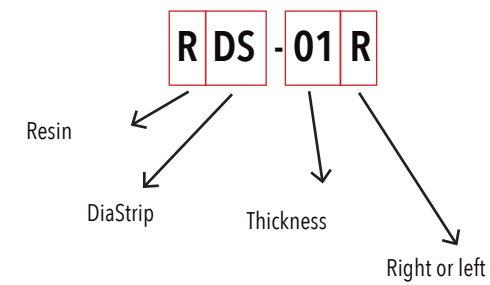 R DS - 01 R
Resin
DiaStrip
Thickness
Right or left